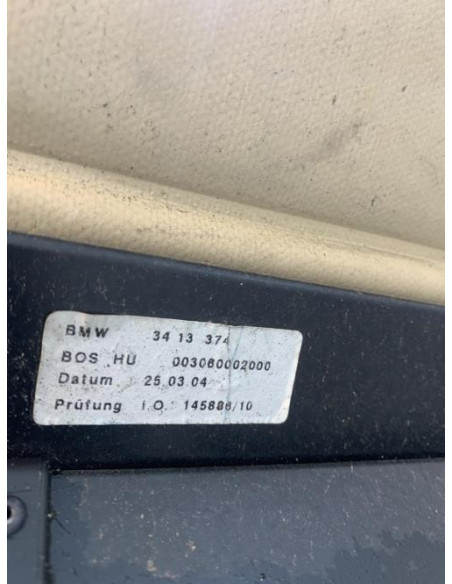 BMW 34 13 374
BOS HU 003060002000
Datum 25.03.04
Prüfung i.O. 145886/10